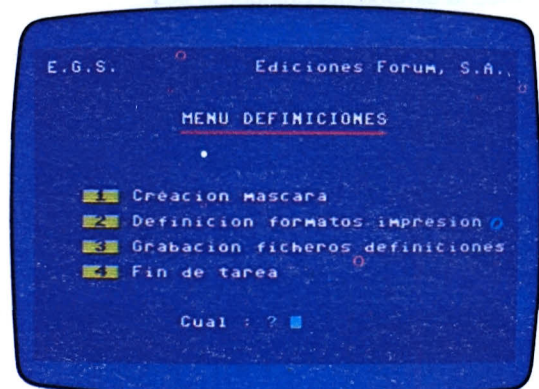 E.G.S. Ediciones Forum, S.A.
MENU DEFINICIONES
1 Creacion mascara
2 Definicion formatos impresion
3 Grabacion ficheros definiciones
4 Fin de tarea
Cual : ?